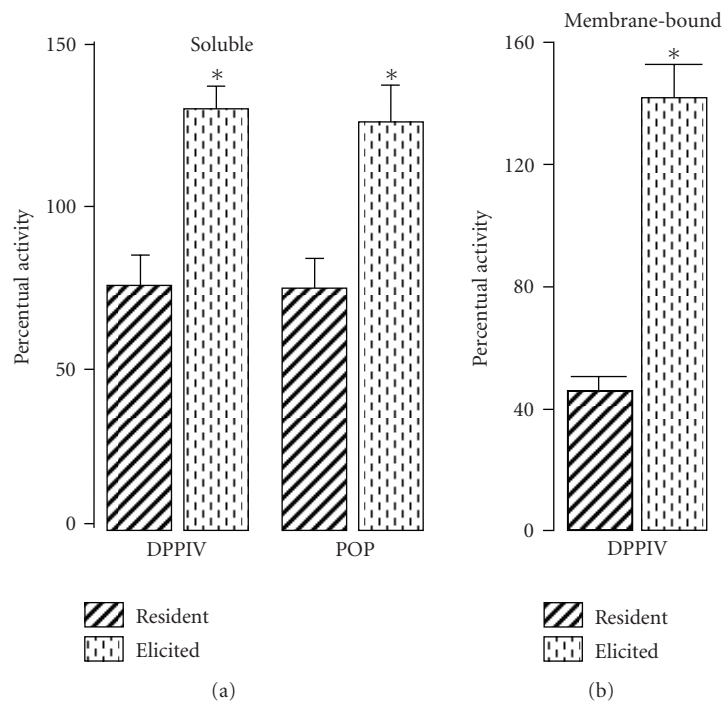 Soluble
Percentual activity
150
100
50
0
*
*
DPPIV
POP
Resident
Elicited
(a)
Membrane-bound
Percentual activity
160
120
80
40
0
*
DPPIV
Resident
Elicited
(b)